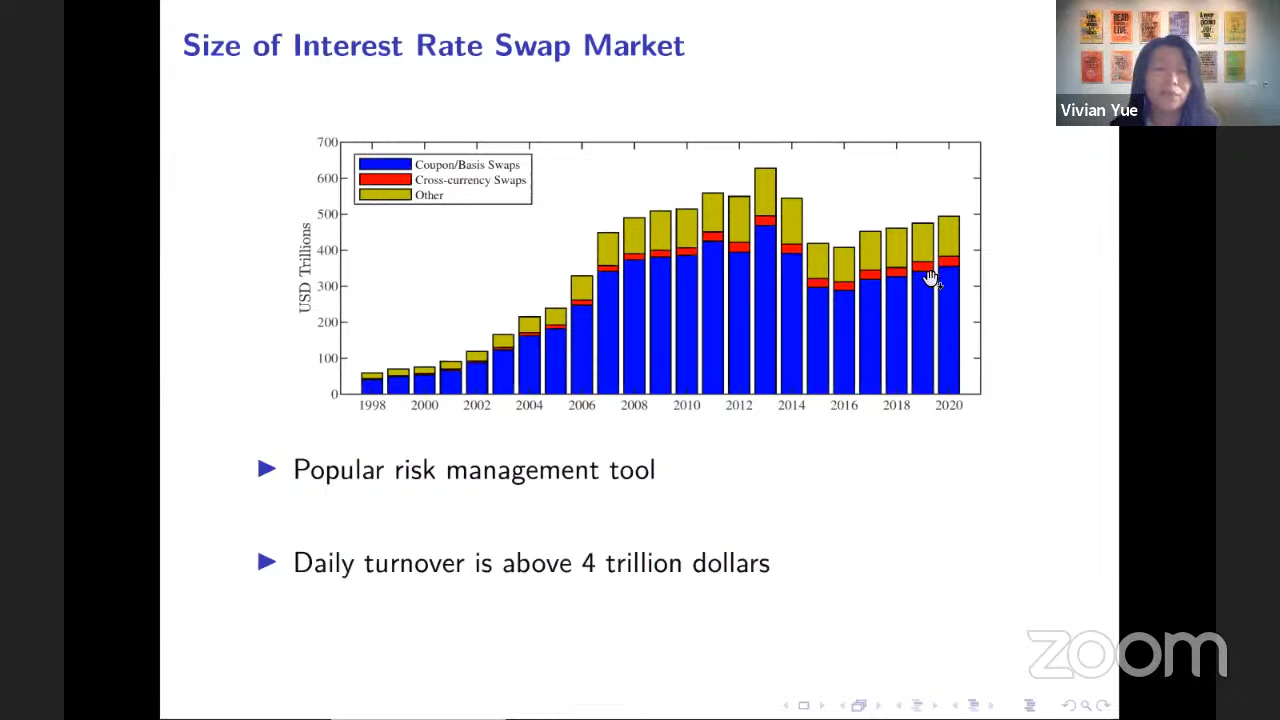 Size of Interest Rate Swap Market
Vivian Yue
700
600
500
400
300
200
100
0
USD Trillions
Coupon/Basis Swaps
Cross-currency Swaps
Other
1998 2000 2002 2004 2006 2008 2010 2012 2014 2016 2018 2020
Popular risk management tool
Daily turnover is above 4 trillion dollars
zoom